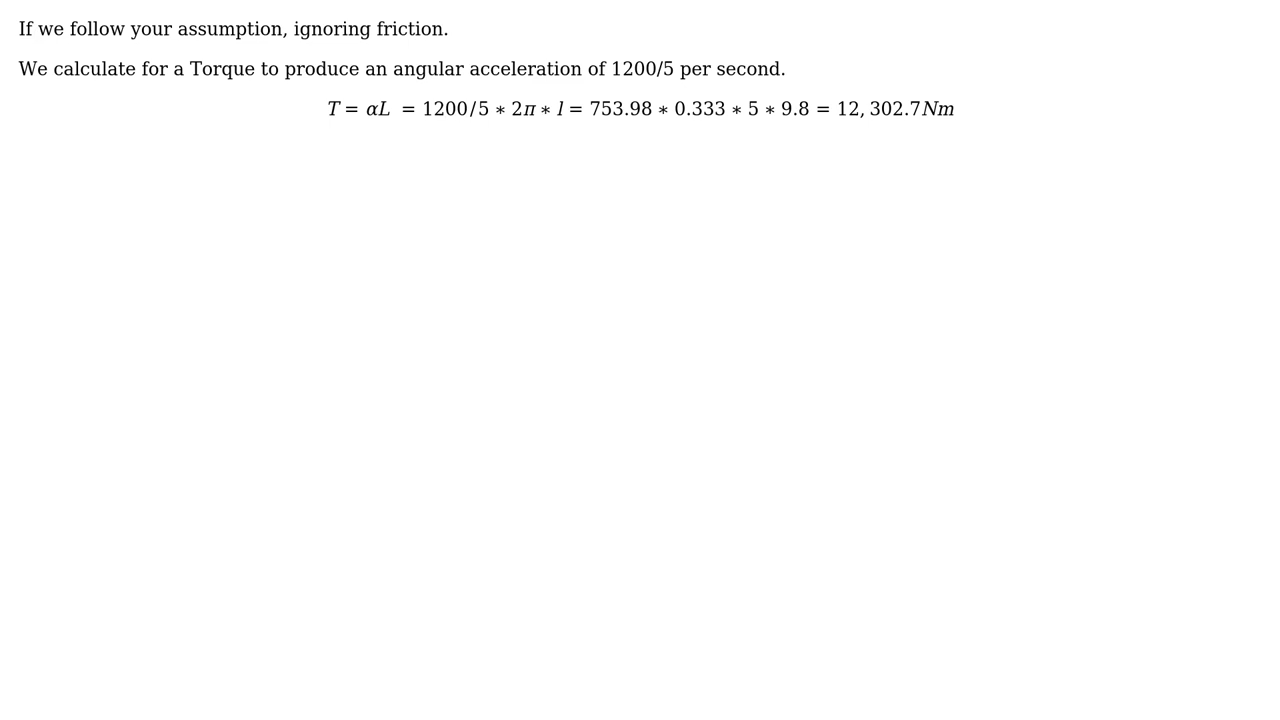 If we follow your assumption, ignoring friction.
We calculate for a Torque to produce an angular acceleration of 1200/5 per second.
T = αL = 1200/5 ∗ 2π ∗ l = 753.98 ∗ 0.333 ∗ 5 ∗ 9.8 = 12, 302.7Nm